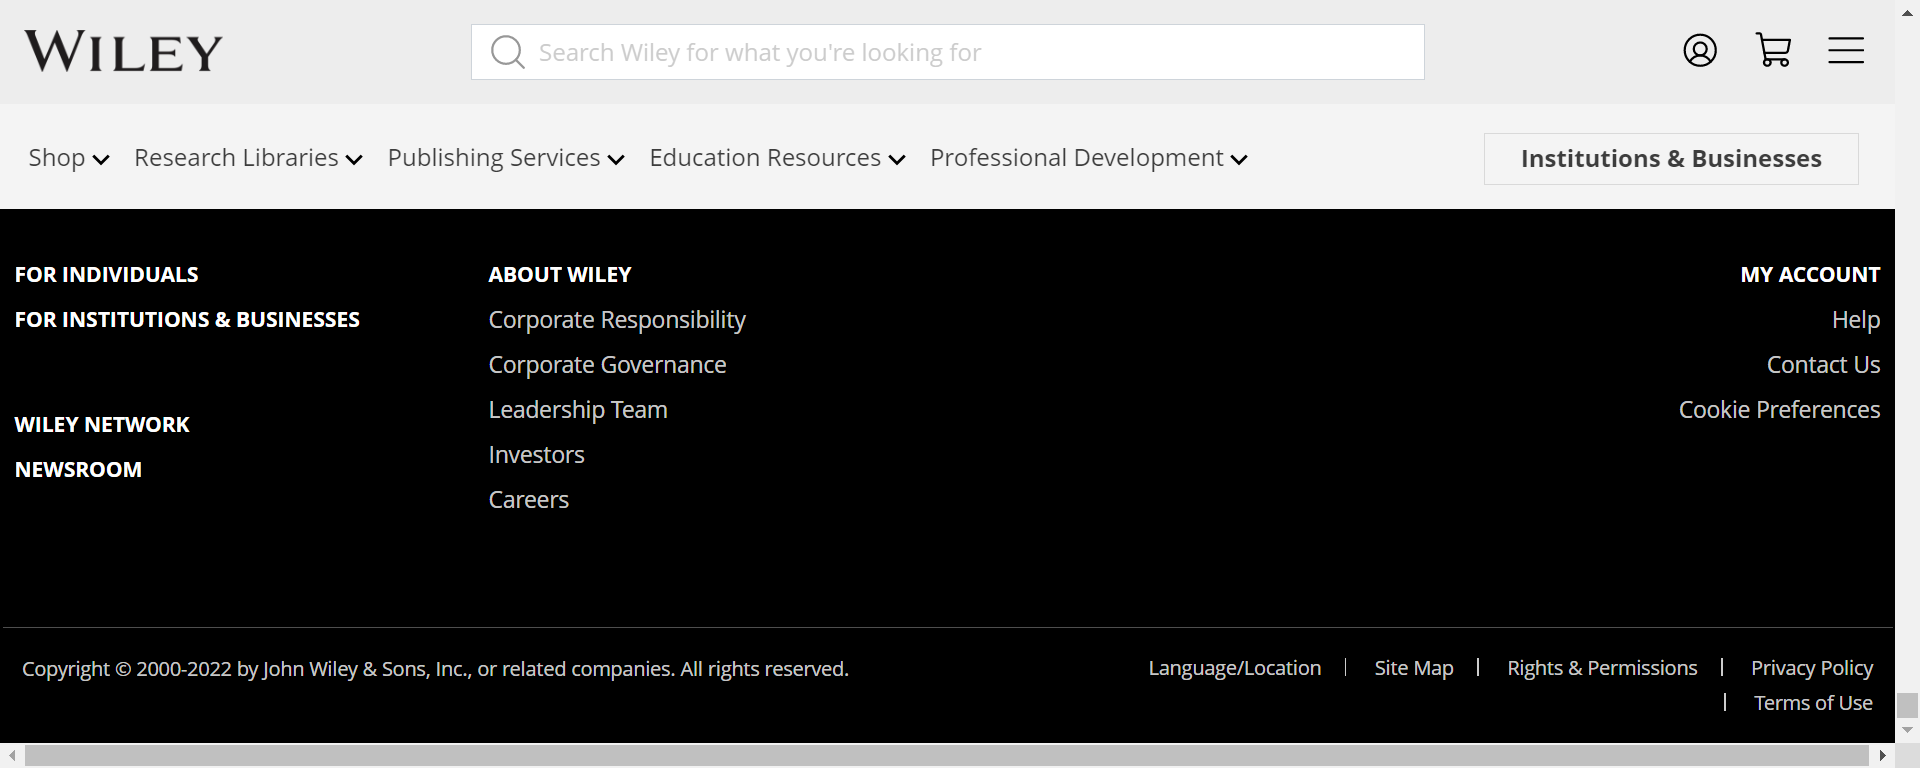 WILEY
Search Wiley for what you're looking for
Shop
Research Libraries
Publishing Services
Education Resources
Professional Development
Institutions & Businesses
FOR INDIVIDUALS
FOR INSTITUTIONS & BUSINESSES
WILEY NETWORK
NEWSROOM
ABOUT WILEY
Corporate Responsibility
Corporate Governance
Leadership Team
Investors
Careers
MY ACCOUNT
Help
Contact Us
Cookie Preferences
Copyright © 2000-2022 by John Wiley & Sons, Inc., or related companies. All rights reserved.
Language/Location | Site Map | Rights & Permissions | Privacy Policy
| Terms of Use